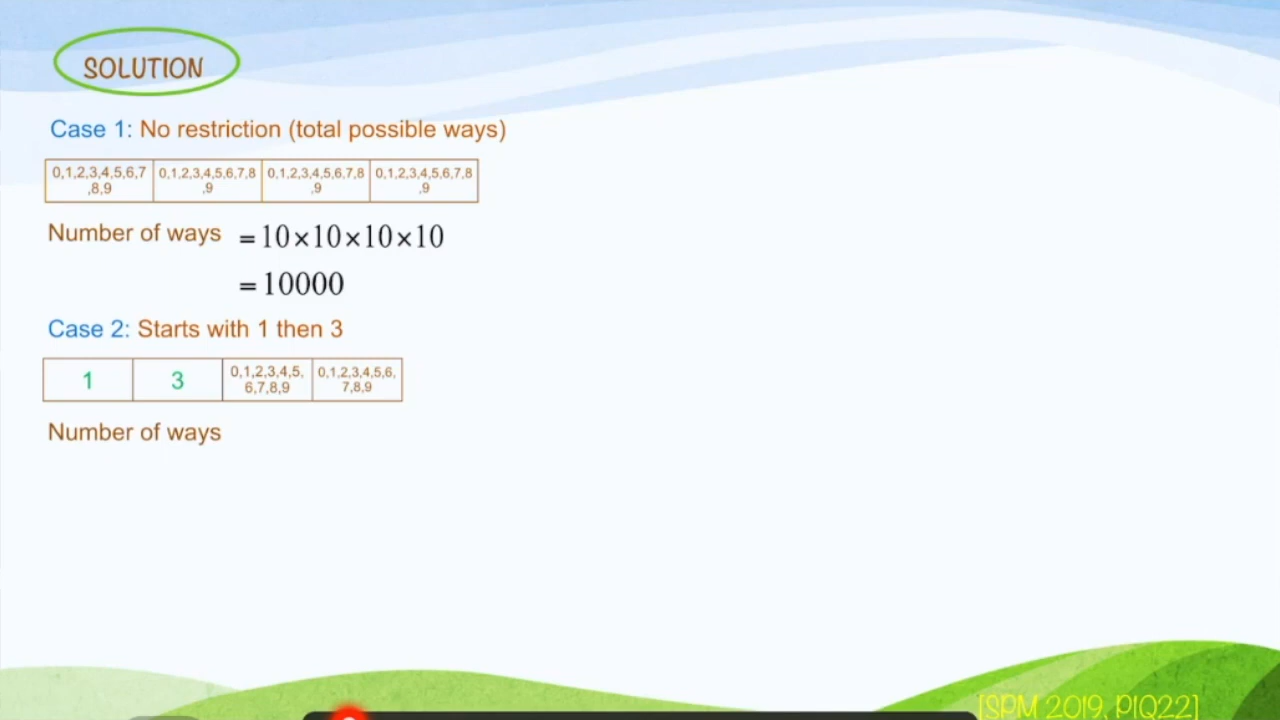 SOLUTION
Case 1: No restriction (total possible ways)
0,1,2,3,4,5,6,7 0,1,2,3,4,5,6,7,8 0,1,2,3,4,5,6,7,8 0,1,2,3,4,5,6,7,8
,8,9 ,9 ,9 ,9
Number of ways = 10×10×10×10
= 10000
Case 2: Starts with 1 then 3
1 3 0,1,2,3,4,5, 0,1,2,3,4,5,6,
6,7,8,9 7,8,9
Number of ways
[SPM 2019, P1Q22]